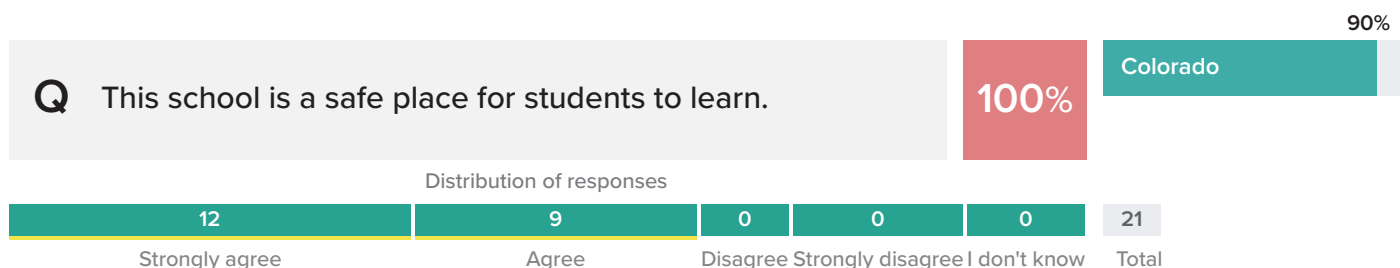 90%
Q This school is a safe place for students to learn.
100%
Colorado
Distribution of responses
12 9 0 0 0 21
Strongly agree Agree Disagree Strongly disagree I don't know Total